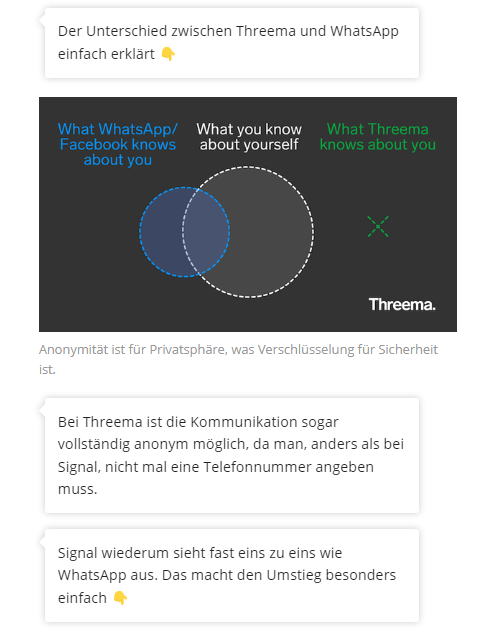 Der Unterschied zwischen Threema und WhatsApp
einfach erklärt 👇
What WhatsApp/
Facebook knows
about you
What you know
about yourself
What Threema
knows about you
Threema.
Anonymität ist für Privatsphäre, was Verschlüsselung für Sicherheit
ist.
Bei Threema ist die Kommunikation sogar
vollständig anonym möglich, da man, anders als bei
Signal, nicht mal eine Telefonnummer angeben
muss.
Signal wiederum sieht fast eins zu eins wie
WhatsApp aus. Das macht den Umstieg besonders
einfach 👇